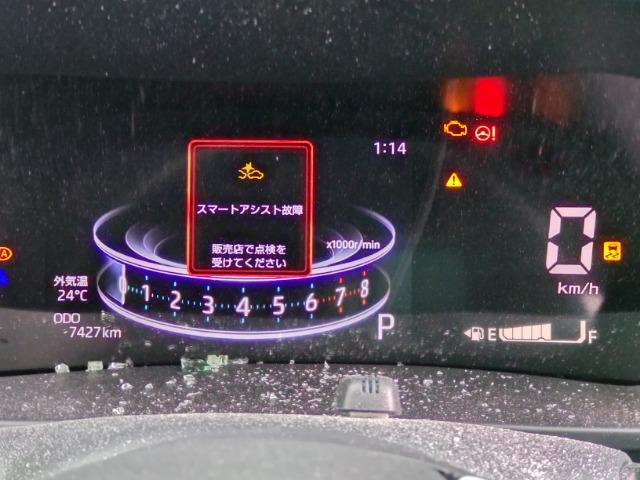 1:14
スマートアシスト故障
販売店で点検を
受けてください
x1000r/min
外気温
24°C
0 1 2 3 4 5 6 7 8
ODO
7427km
P
0
km/h
E F
A